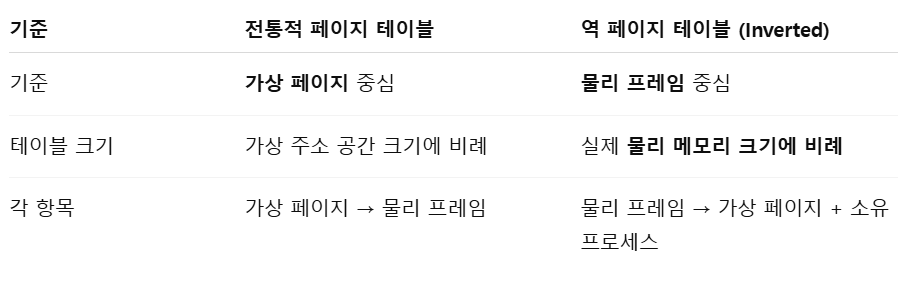 기준 전통적 페이지 테이블 역 페이지 테이블 (Inverted)
기준 가상 페이지 중심 물리 프레임 중심
테이블 크기 가상 주소 공간 크기에 비례 실제 물리 메모리 크기에 비례
각 항목 가상 페이지 → 물리 프레임 물리 프레임 → 가상 페이지 + 소유
프로세스